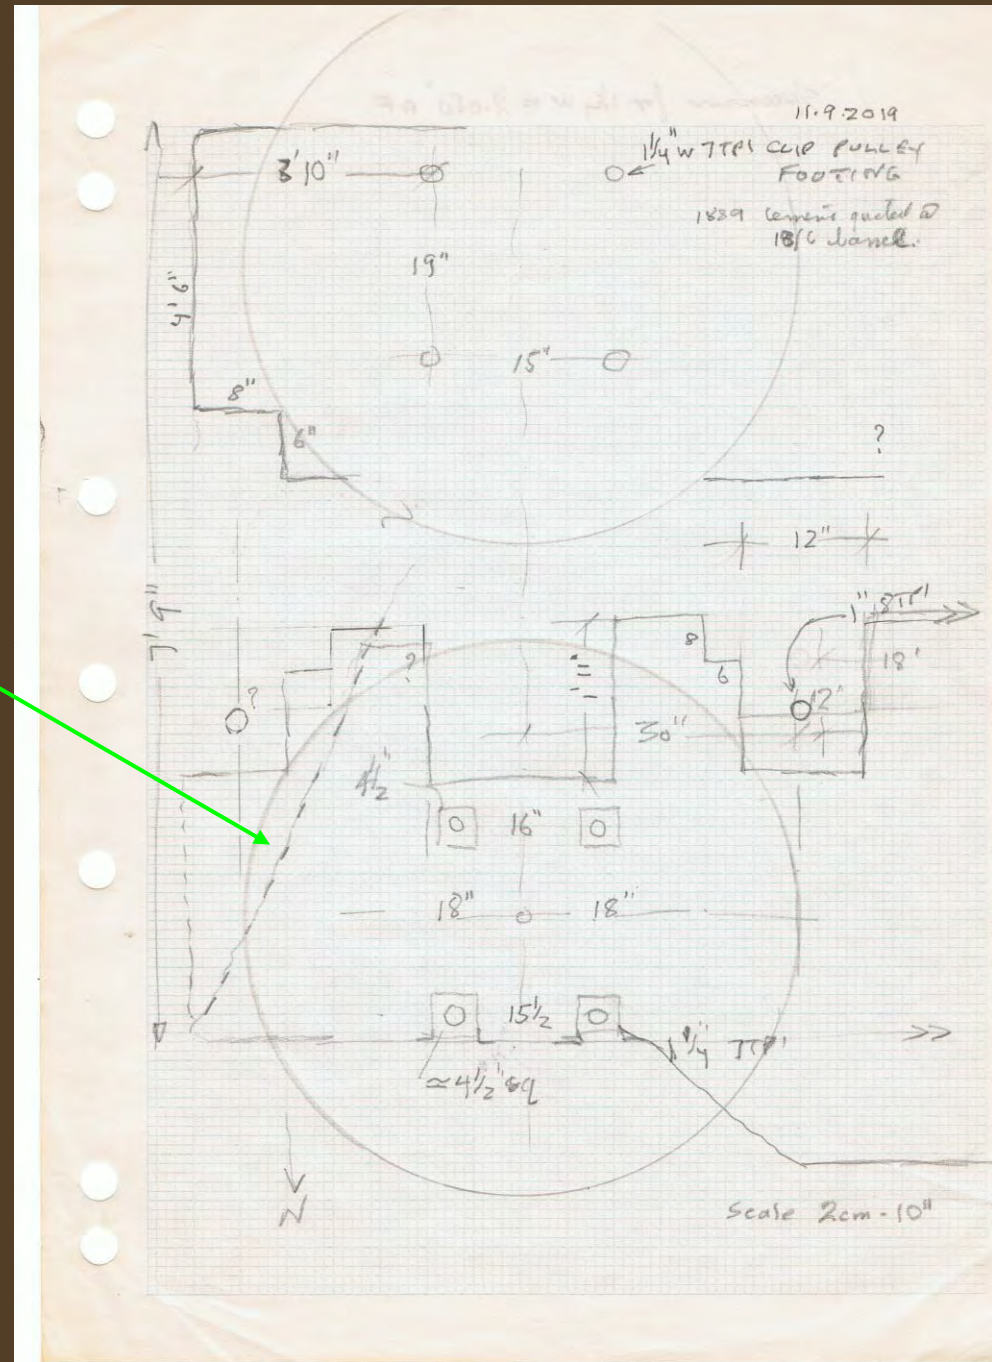 11.9.2019
1¼" W 7TPI CLIP PULLEY
FOOTING
1889 cement quoted @
18/6 barrel.
3' 10"
19"
4' 6"
8"
15"
6"
?
12"
7' 9"
1" 8TPI
8
?
6
18'
?
12'
30"
4½"
16"
18"
18"
15½
1¼" 7TPI
≃4½" sq
N
Scale 2cm - 10"